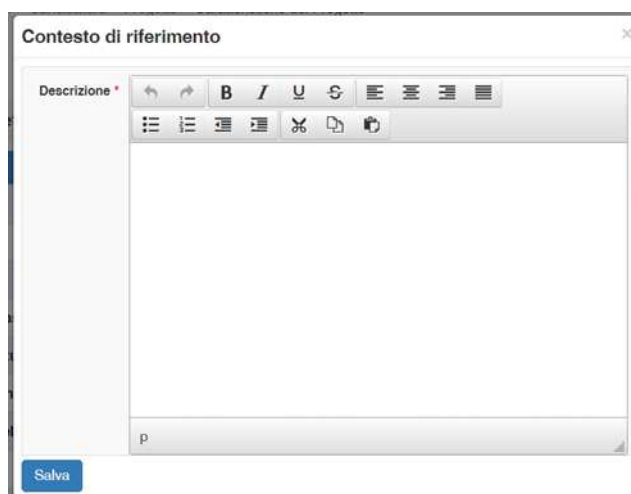 Contesto di riferimento
×
Descrizione *
B I U S
p
Salva